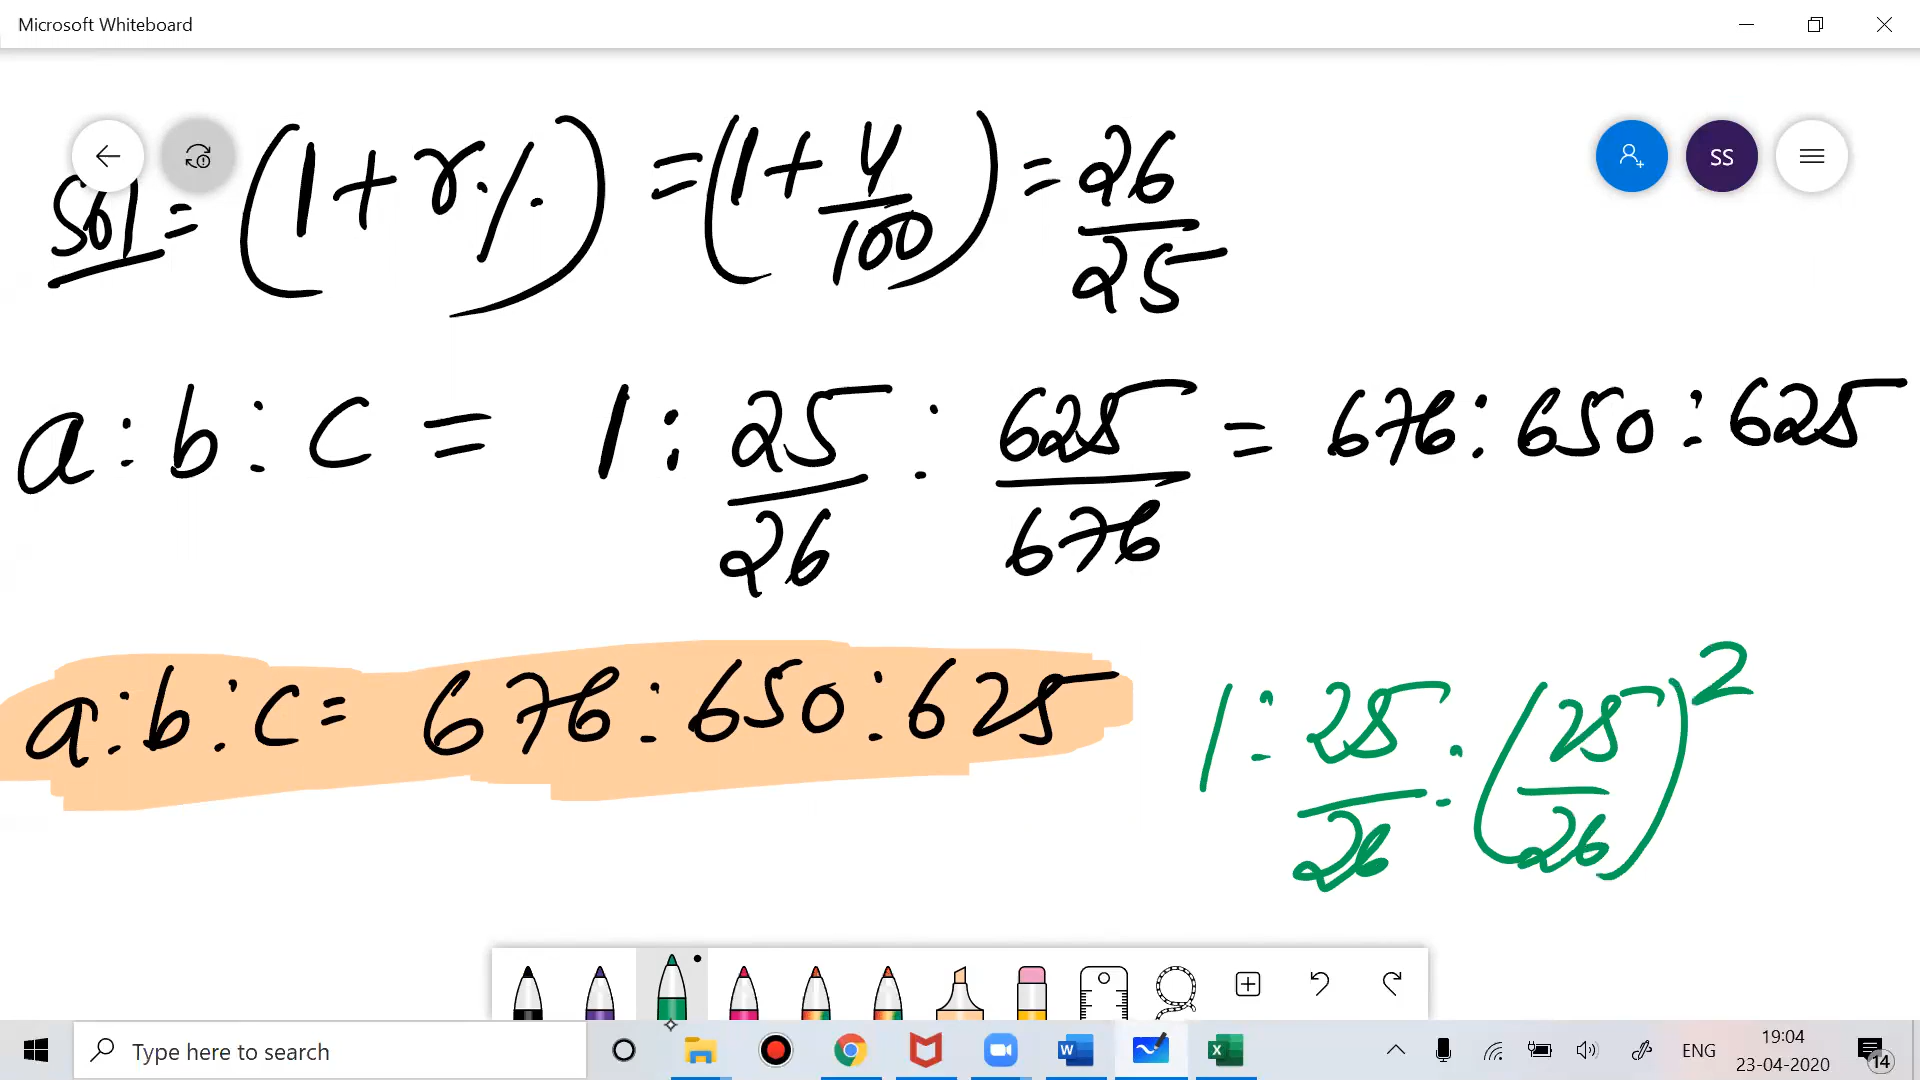 Microsoft Whiteboard
Sol = (1 + r%) = (1 + 4/100) = 26/25
SS
a : b : c = 1 : 25/26 : 625/676 = 676 : 650 : 625
a : b : c = 676 : 650 : 625
1 : 25/26 : (25/26)²
Type here to search
W
X
ENG
19:04
23-04-2020
14